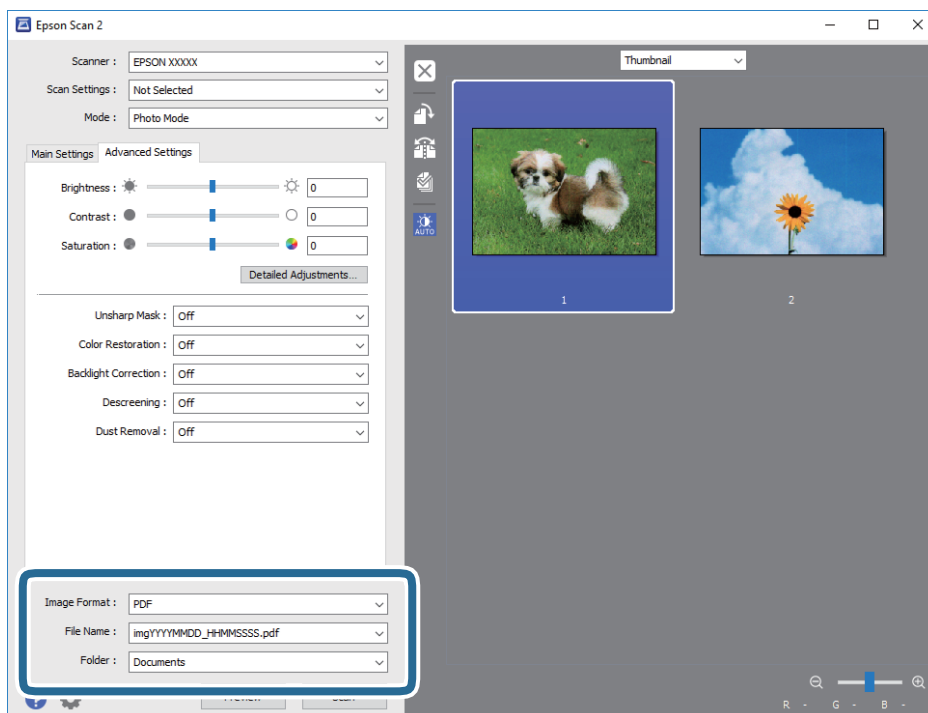 Epson Scan 2
Scanner : EPSON XXXXX
Scan Settings : Not Selected
Mode : Photo Mode
Main Settings Advanced Settings
Brightness : 0
Contrast : 0
Saturation : 0
Detailed Adjustments...
Unsharp Mask : Off
Color Restoration : Off
Backlight Correction : Off
Descreening : Off
Dust Removal : Off
Image Format : PDF
File Name : imgYYYYMMDD_HHMMSSSS.pdf
Folder : Documents
Thumbnail
AUTO
1
2
R - G - B -